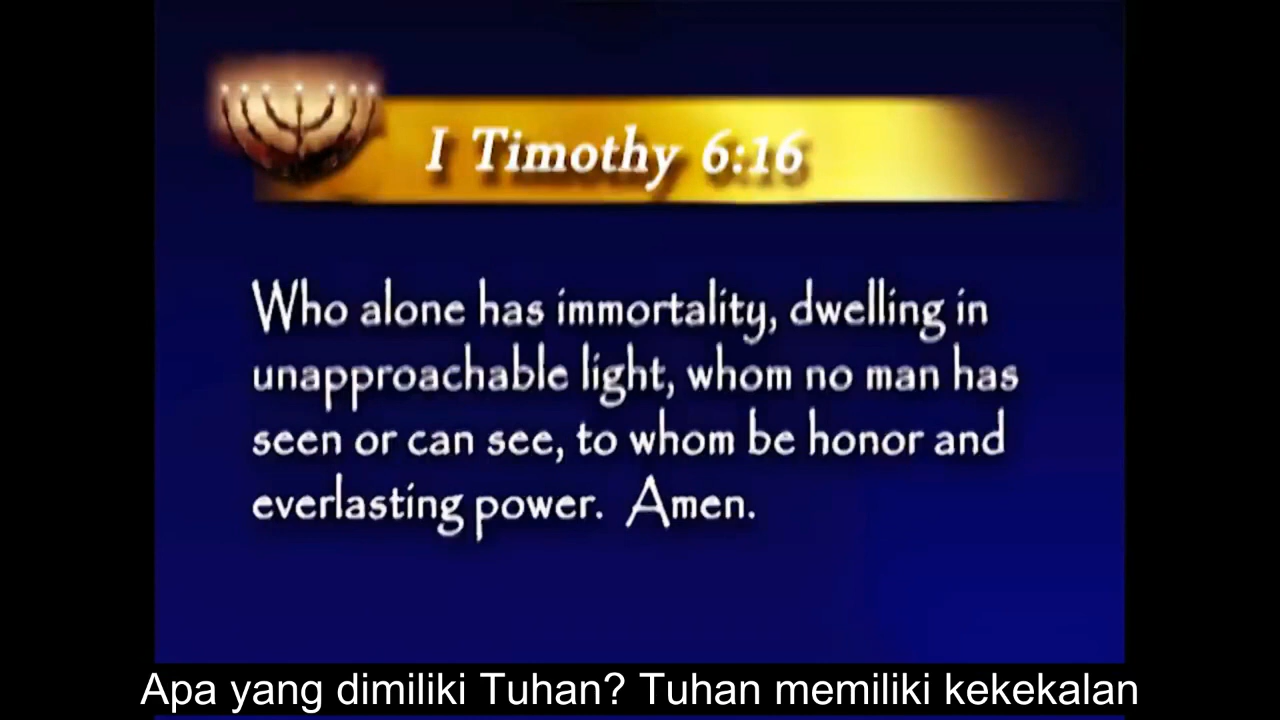 I Timothy 6:16
Who alone has immortality, dwelling in
unapproachable light, whom no man has
seen or can see, to whom be honor and
everlasting power. Amen.
Apa yang dimiliki Tuhan? Tuhan memiliki kekekalan